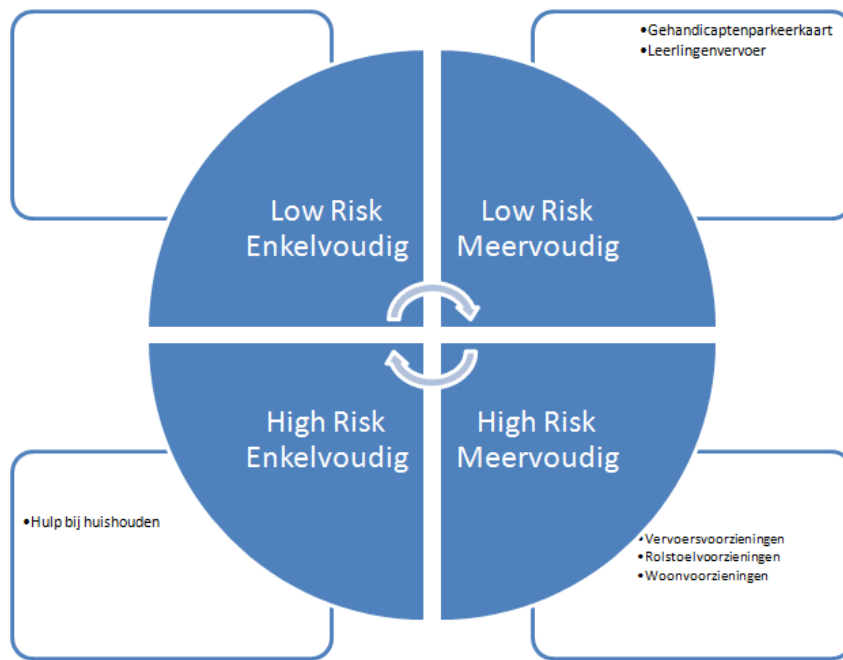 •Gehandicaptenparkeerkaart
•Leerlingenvervoer
Low Risk
Enkelvoudig
Low Risk
Meervoudig
High Risk
Enkelvoudig
High Risk
Meervoudig
•Hulp bij huishouden
•Vervoersvoorzieningen
•Rolstoelvoorzieningen
•Woonvoorzieningen